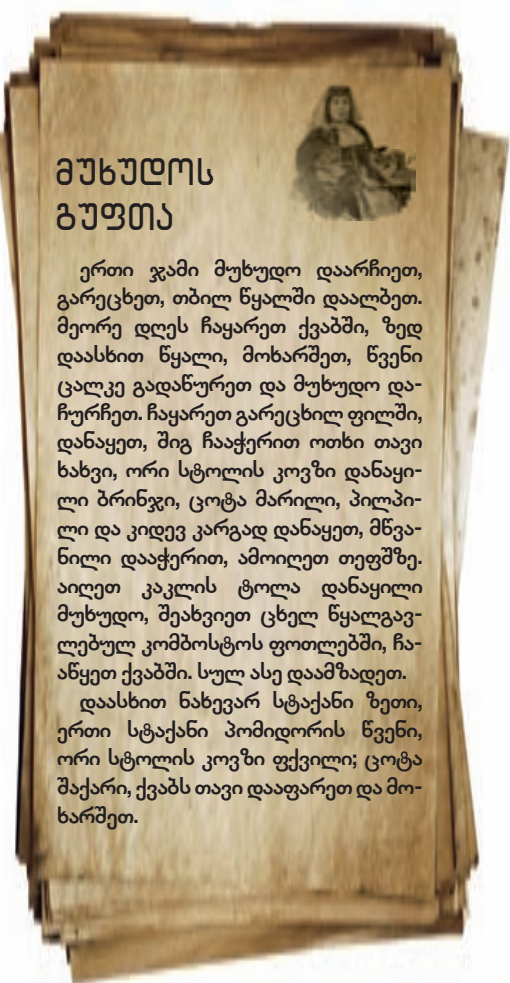 მუხუდოს
გუფთა
ერთი ჯამი მუხუდო დაარჩიეთ,
გარეცხეთ, თბილ წყალში დაალბეთ.
მეორე დღეს ჩაყარეთ ქვაბში, ზედ
დაასხით წყალი, მოხარშეთ, წვენი
ცალკე გადაწურეთ და მუხუდო და-
ჩურჩეთ. ჩაყარეთ გარეცხილ ფილში,
დანაყეთ, შიგ ჩააჭერით ოთხი თავი
ხახვი, ორი სტოლის კოვზი დანაყი-
ლი ბრინჯი, ცოტა მარილი, პილპი-
ლი და კიდევ კარგად დანაყეთ, მწვა-
ნილი დააჭერით, ამოიღეთ თეფშზე.
აიღეთ კაკლის ტოლა დანაყილი
მუხუდო, შეახვიეთ ცხელ წყალგავ-
ლებულ კომბოსტოს ფოთლებში, ჩა-
აწყეთ ქვაბში. სულ ასე დაამზადეთ.
დაასხით ნახევარ სტაქანი ზეთი,
ერთი სტაქანი პომიდორის წვენი,
ორი სტოლის კოვზი ფქვილი; ცოტა
შაქარი, ქვაბს თავი დააფარეთ და მო-
ხარშეთ.